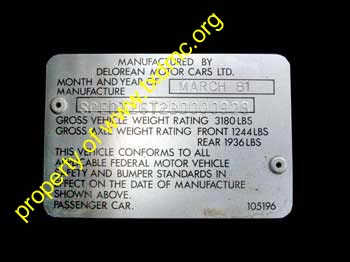 MANUFACTURED BY
DELOREAN MOTOR CARS LTD.
MONTH AND YEAR OF MARCH 81
MANUFACTURE
GROSS VEHICLE WEIGHT RATING 3180 LBS
GROSS AXLE WEIGHT RATING FRONT 1244 LBS
REAR 1936 LBS
THIS VEHICLE CONFORMS TO ALL
APPLICABLE FEDERAL MOTOR VEHICLE
SAFETY AND BUMPER STANDARDS IN
EFFECT ON THE DATE OF MANUFACTURE
SHOWN ABOVE.
PASSENGER CAR. 105196